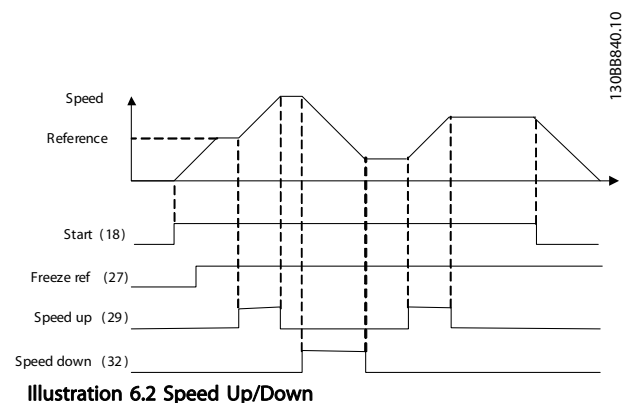 130BB840.10
Speed
Reference
Start (18)
Freeze ref (27)
Speed up (29)
Speed down (32)
Illustration 6.2 Speed Up/Down